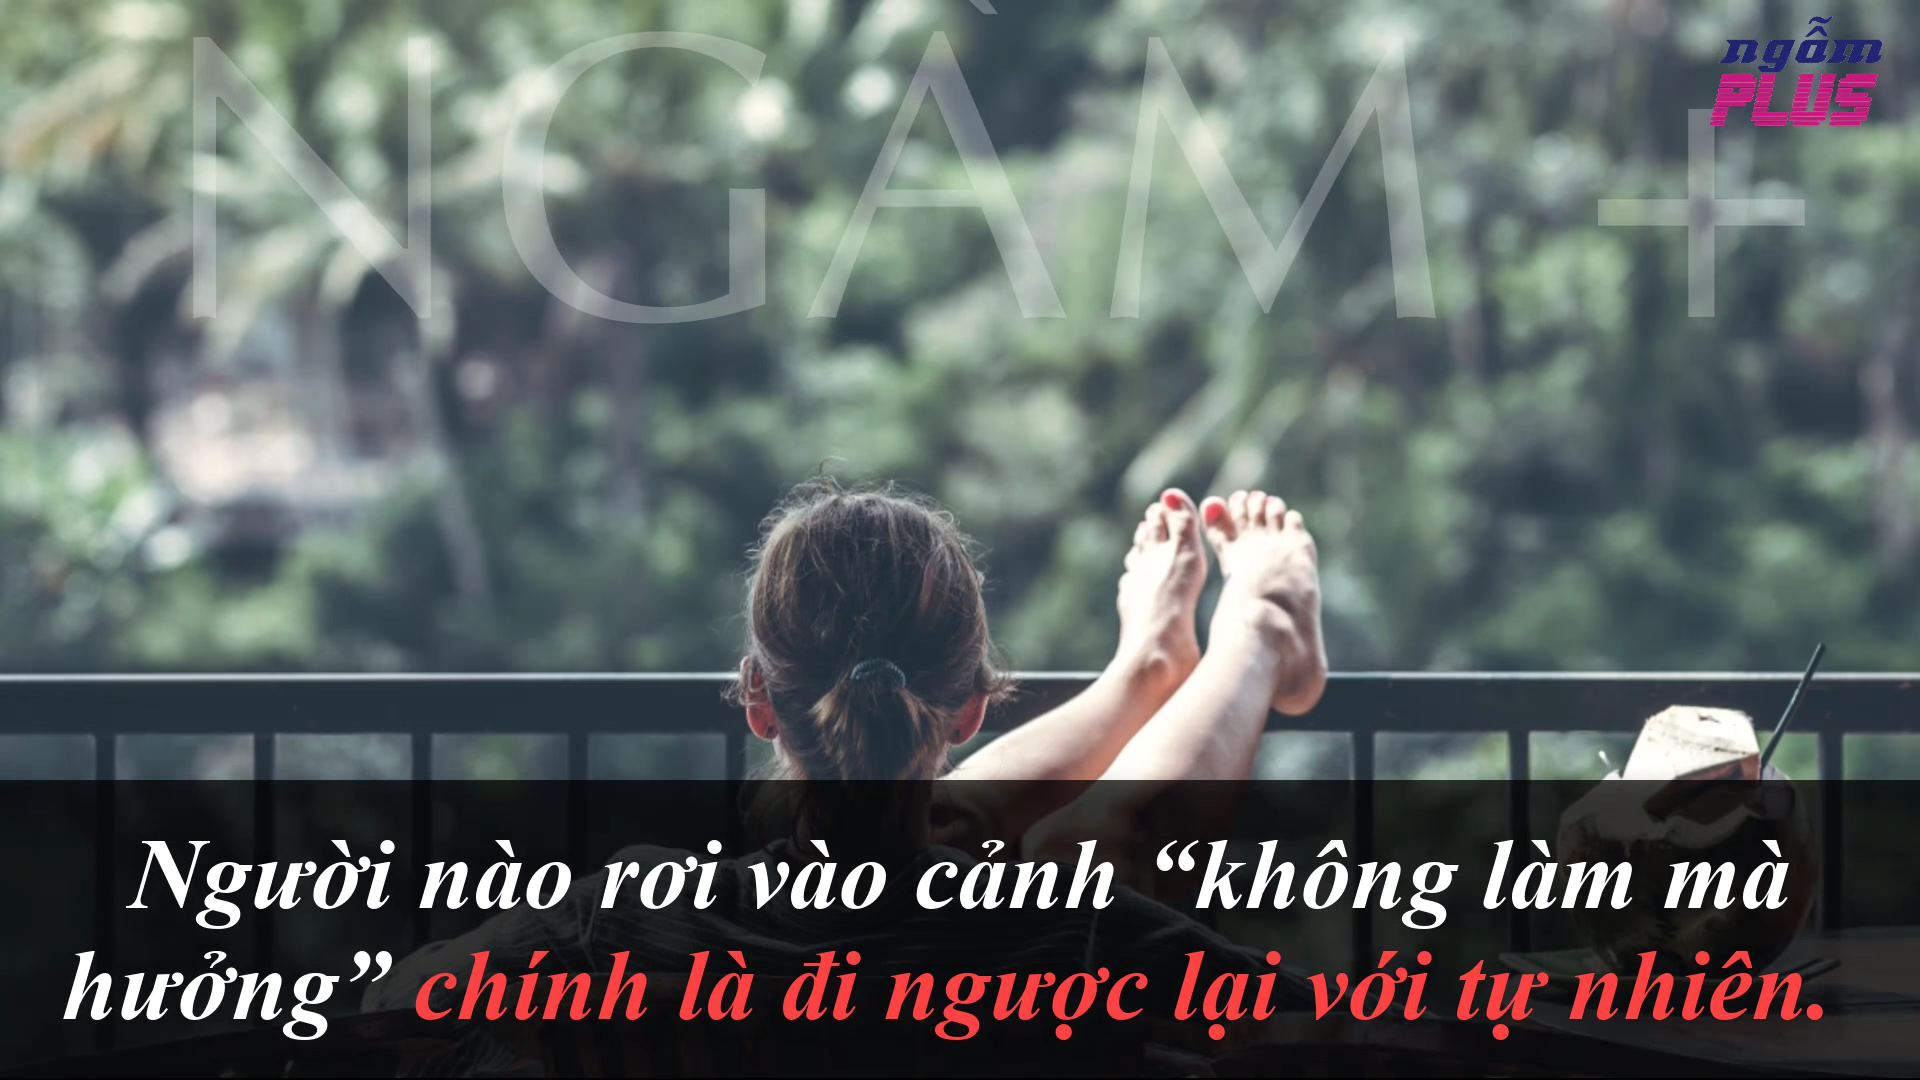 NGẪM +
ngẫm
PLUS
Người nào rơi vào cảnh “không làm mà
hưởng” chính là đi ngược lại với tự nhiên.